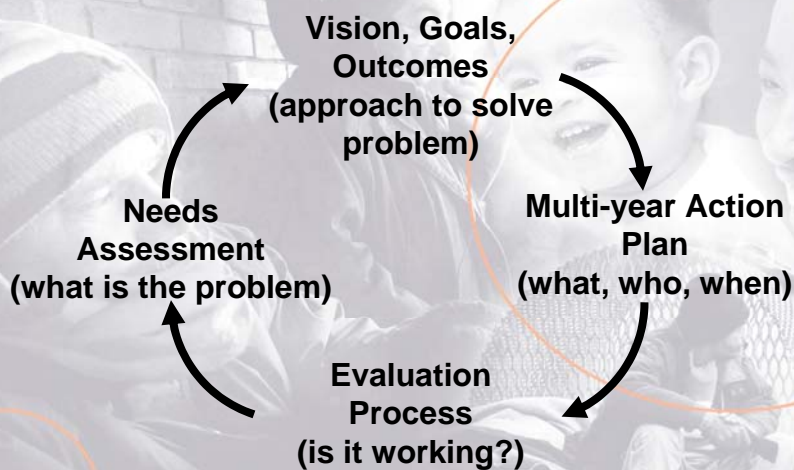 Vision, Goals,
Outcomes
(approach to solve
problem)
Multi-year Action
Plan
(what, who, when)
Evaluation
Process
(is it working?)
Needs
Assessment
(what is the problem)